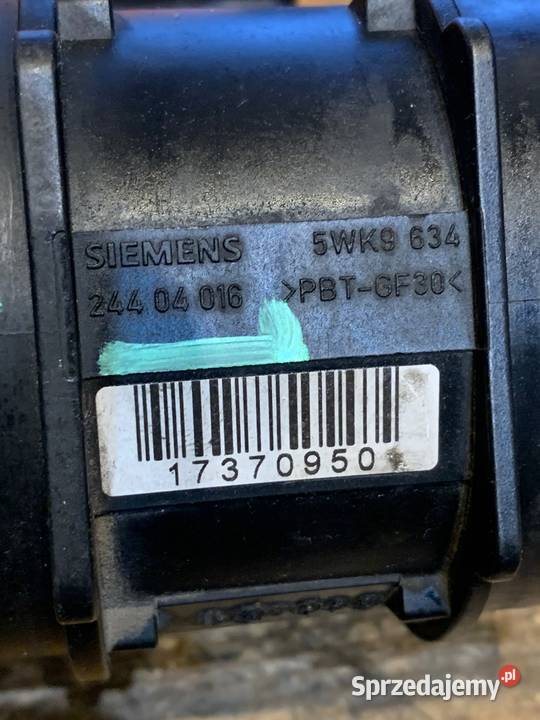 SIEMENS 5WK9 634
244 04 016 >PBT-GF30<
17370950
Sprzedajemy.pl